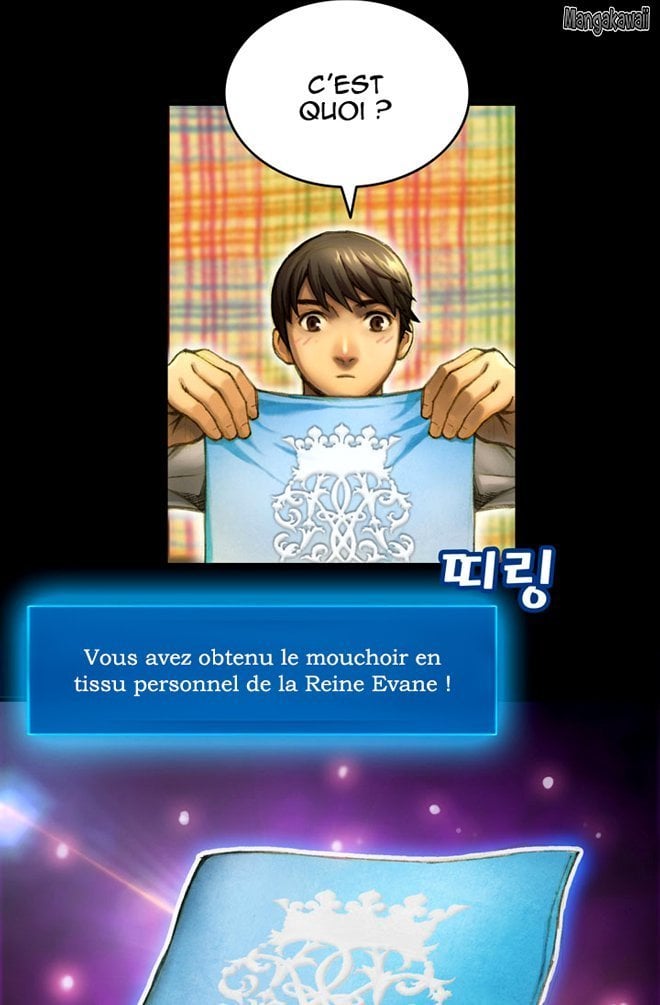 Mangakawaii
C'EST
QUOI ?
띠링
Vous avez obtenu le mouchoir en
tissu personnel de la Reine Evane !